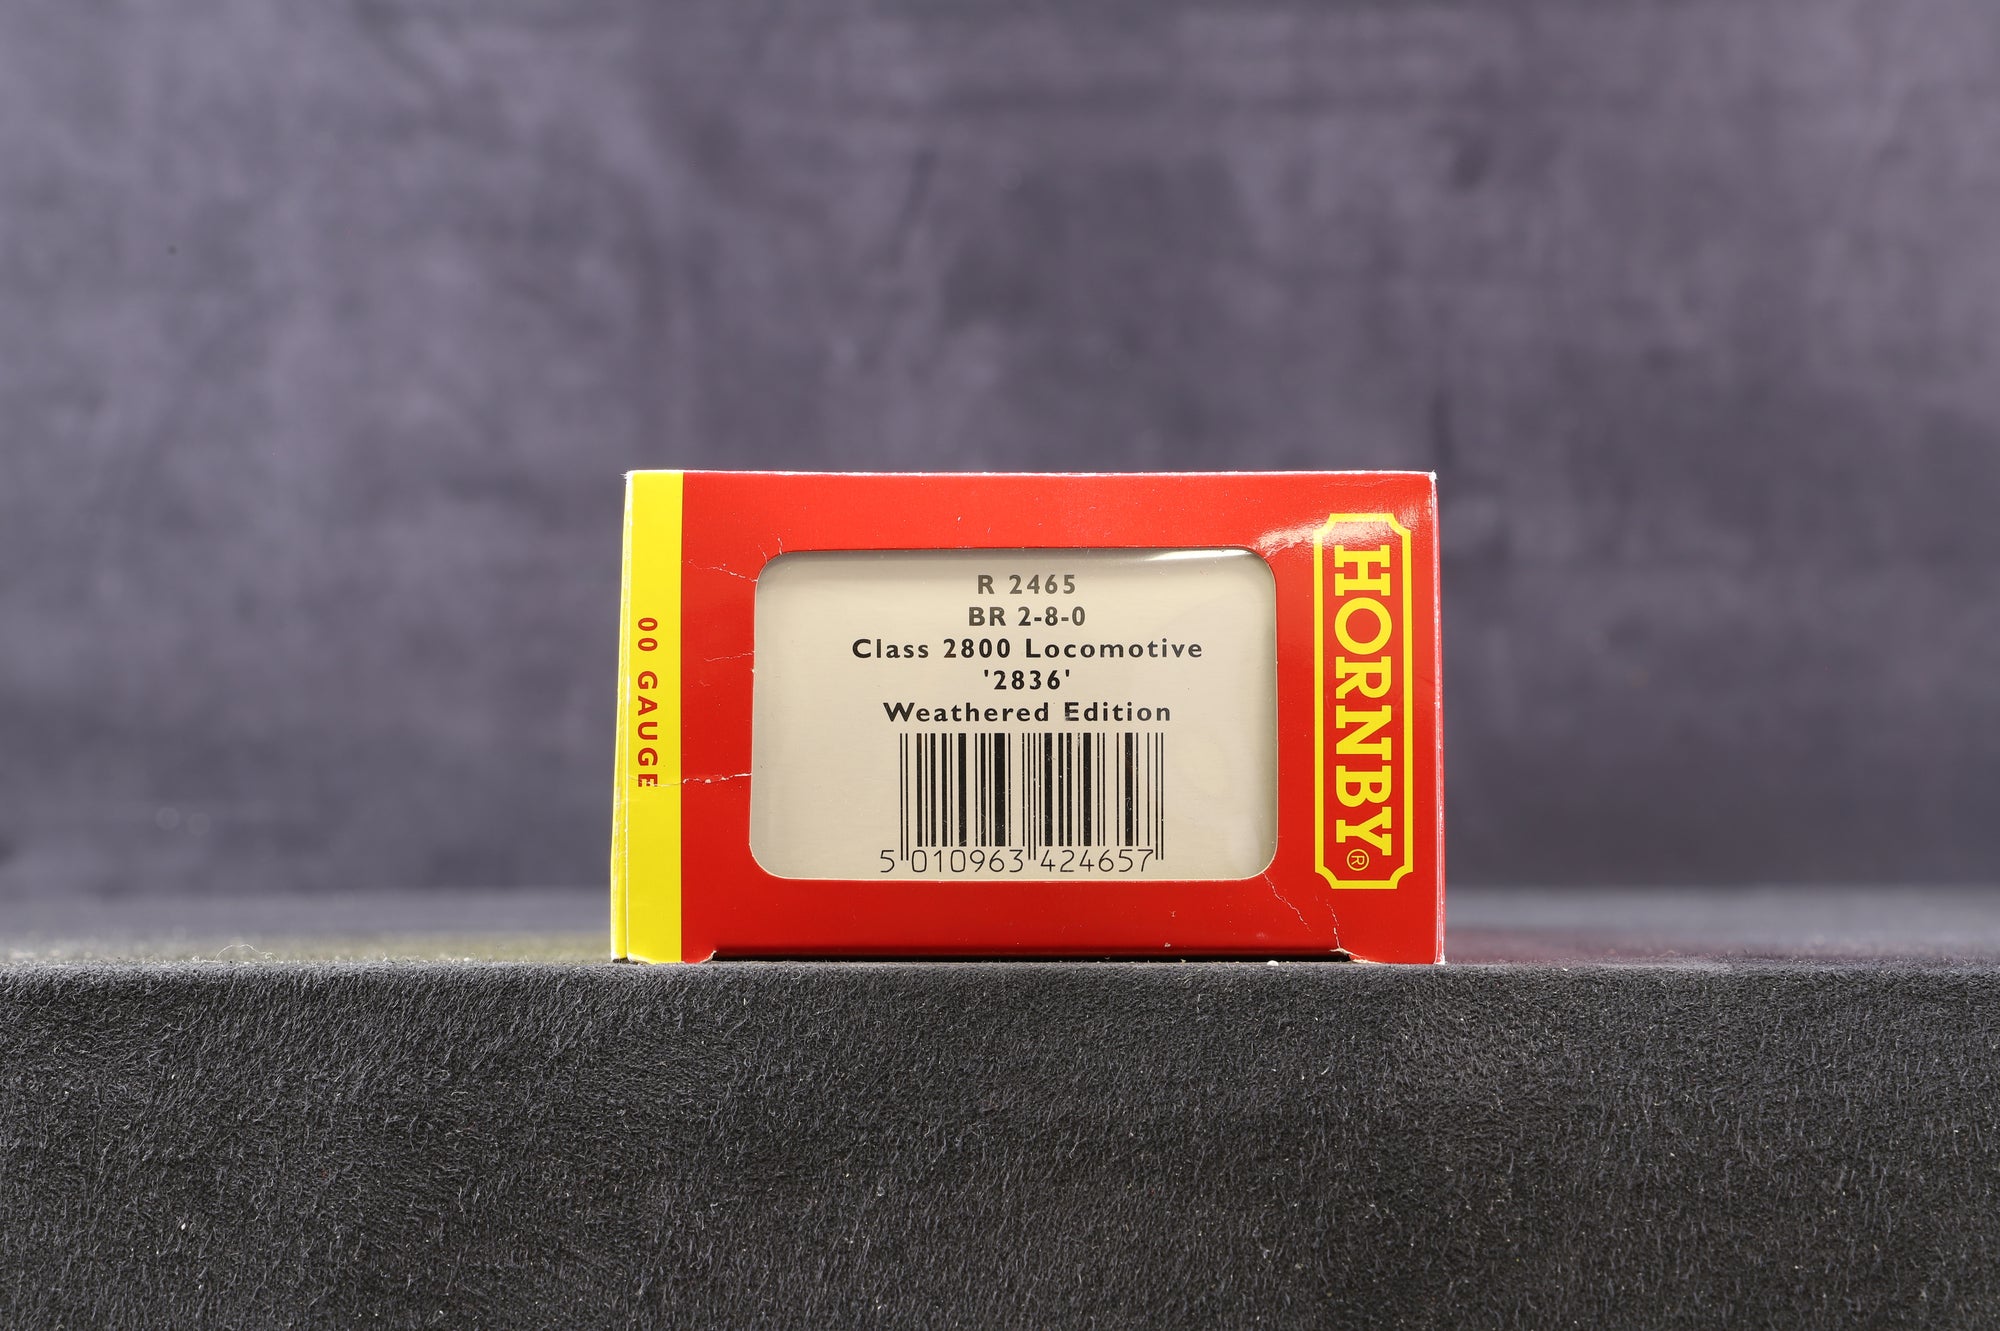 00 GAUGE
R 2465
BR 2-8-0
Class 2800 Locomotive
'2836'
Weathered Edition
5 010963 424657
HORNBY®